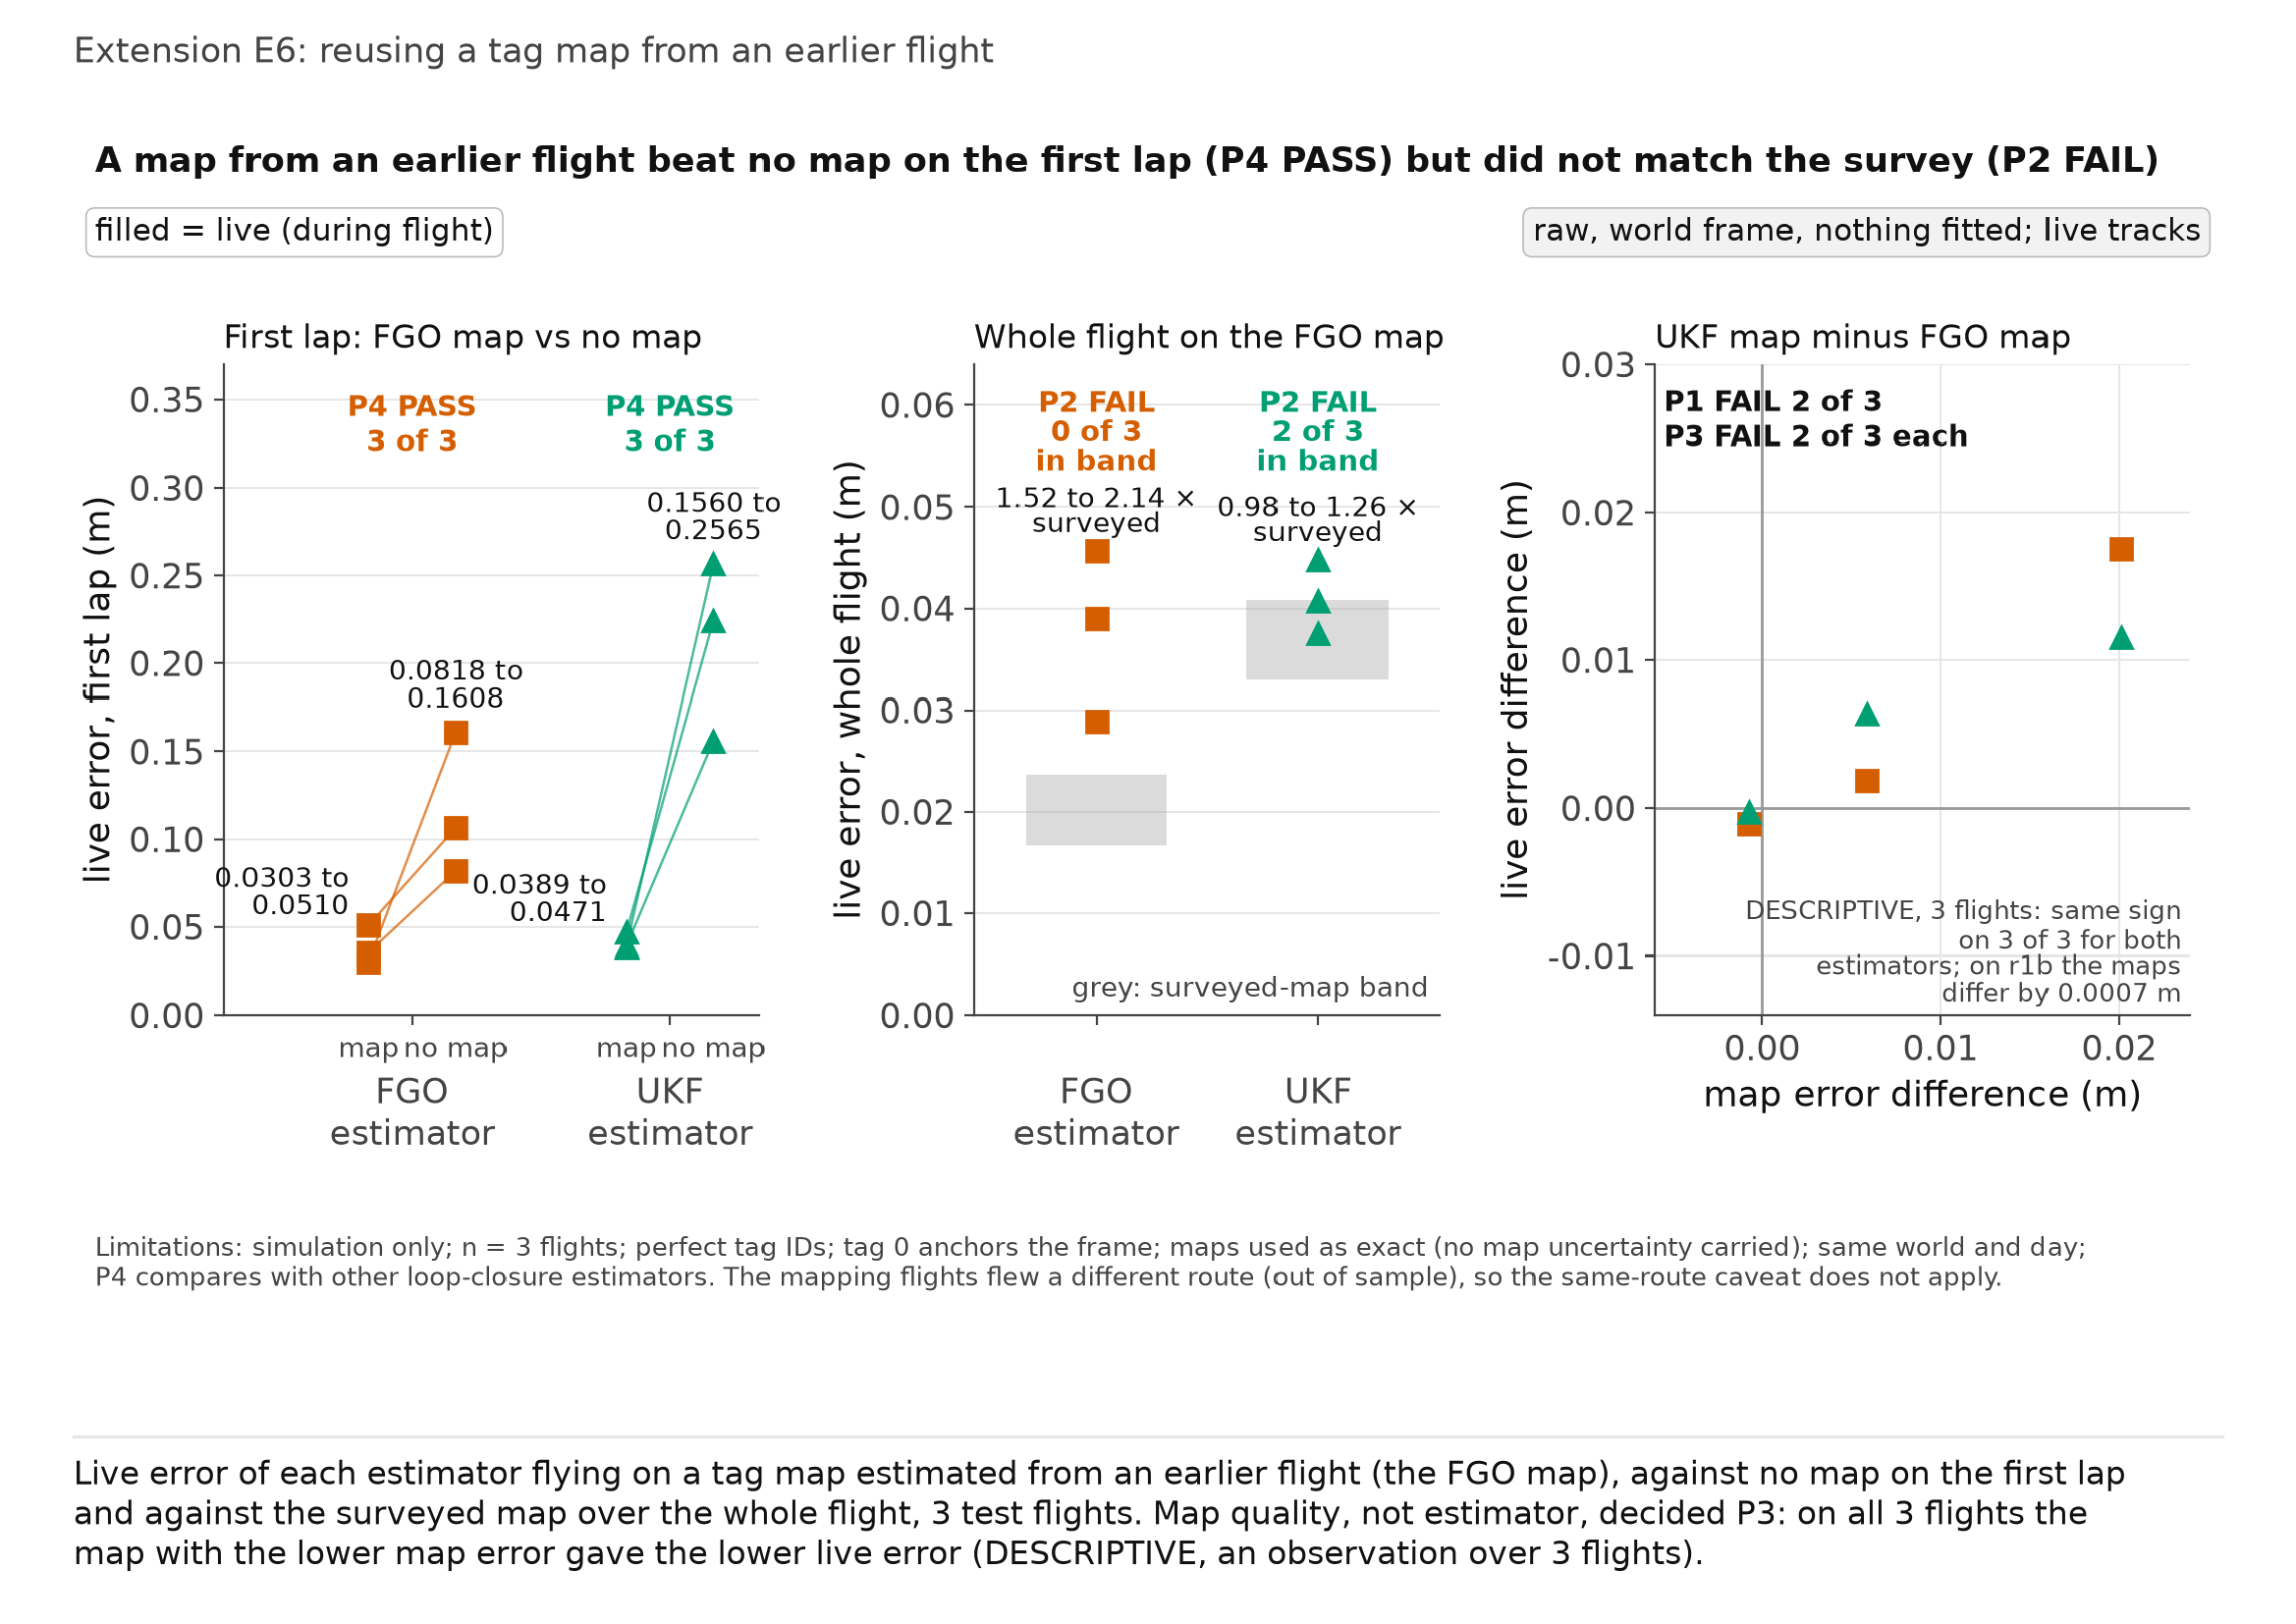 Extension E6: reusing a tag map from an earlier flight
A map from an earlier flight beat no map on the first lap (P4 PASS) but did not match the survey (P2 FAIL)
filled = live (during flight)
raw, world frame, nothing fitted; live tracks
First lap: FGO map vs no map
live error, first lap (m)
0.35
0.30
0.25
0.20
0.15
0.10
0.05
0.00
P4 PASS
3 of 3
P4 PASS
3 of 3
0.1560 to
0.2565
0.0818 to
0.1608
0.0303 to
0.0510
0.0389 to
0.0471
map no map
map no map
FGO
estimator
UKF
estimator
Whole flight on the FGO map
live error, whole flight (m)
0.06
0.05
0.04
0.03
0.02
0.01
0.00
P2 FAIL
0 of 3
in band
P2 FAIL
2 of 3
in band
1.52 to 2.14 ×
surveyed
0.98 to 1.26 ×
surveyed
grey: surveyed-map band
FGO
estimator
UKF
estimator
UKF map minus FGO map
live error difference (m)
0.03
0.02
0.01
0.00
-0.01
P1 FAIL 2 of 3
P3 FAIL 2 of 3 each
DESCRIPTIVE, 3 flights: same sign
on 3 of 3 for both
estimators; on r1b the maps
differ by 0.0007 m
0.00
0.01
0.02
map error difference (m)
Limitations: simulation only; n = 3 flights; perfect tag IDs; tag 0 anchors the frame; maps used as exact (no map uncertainty carried); same world and day;
P4 compares with other loop-closure estimators. The mapping flights flew a different route (out of sample), so the same-route caveat does not apply.
Live error of each estimator flying on a tag map estimated from an earlier flight (the FGO map), against no map on the first lap
and against the surveyed map over the whole flight, 3 test flights. Map quality, not estimator, decided P3: on all 3 flights the
map with the lower map error gave the lower live error (DESCRIPTIVE, an observation over 3 flights).